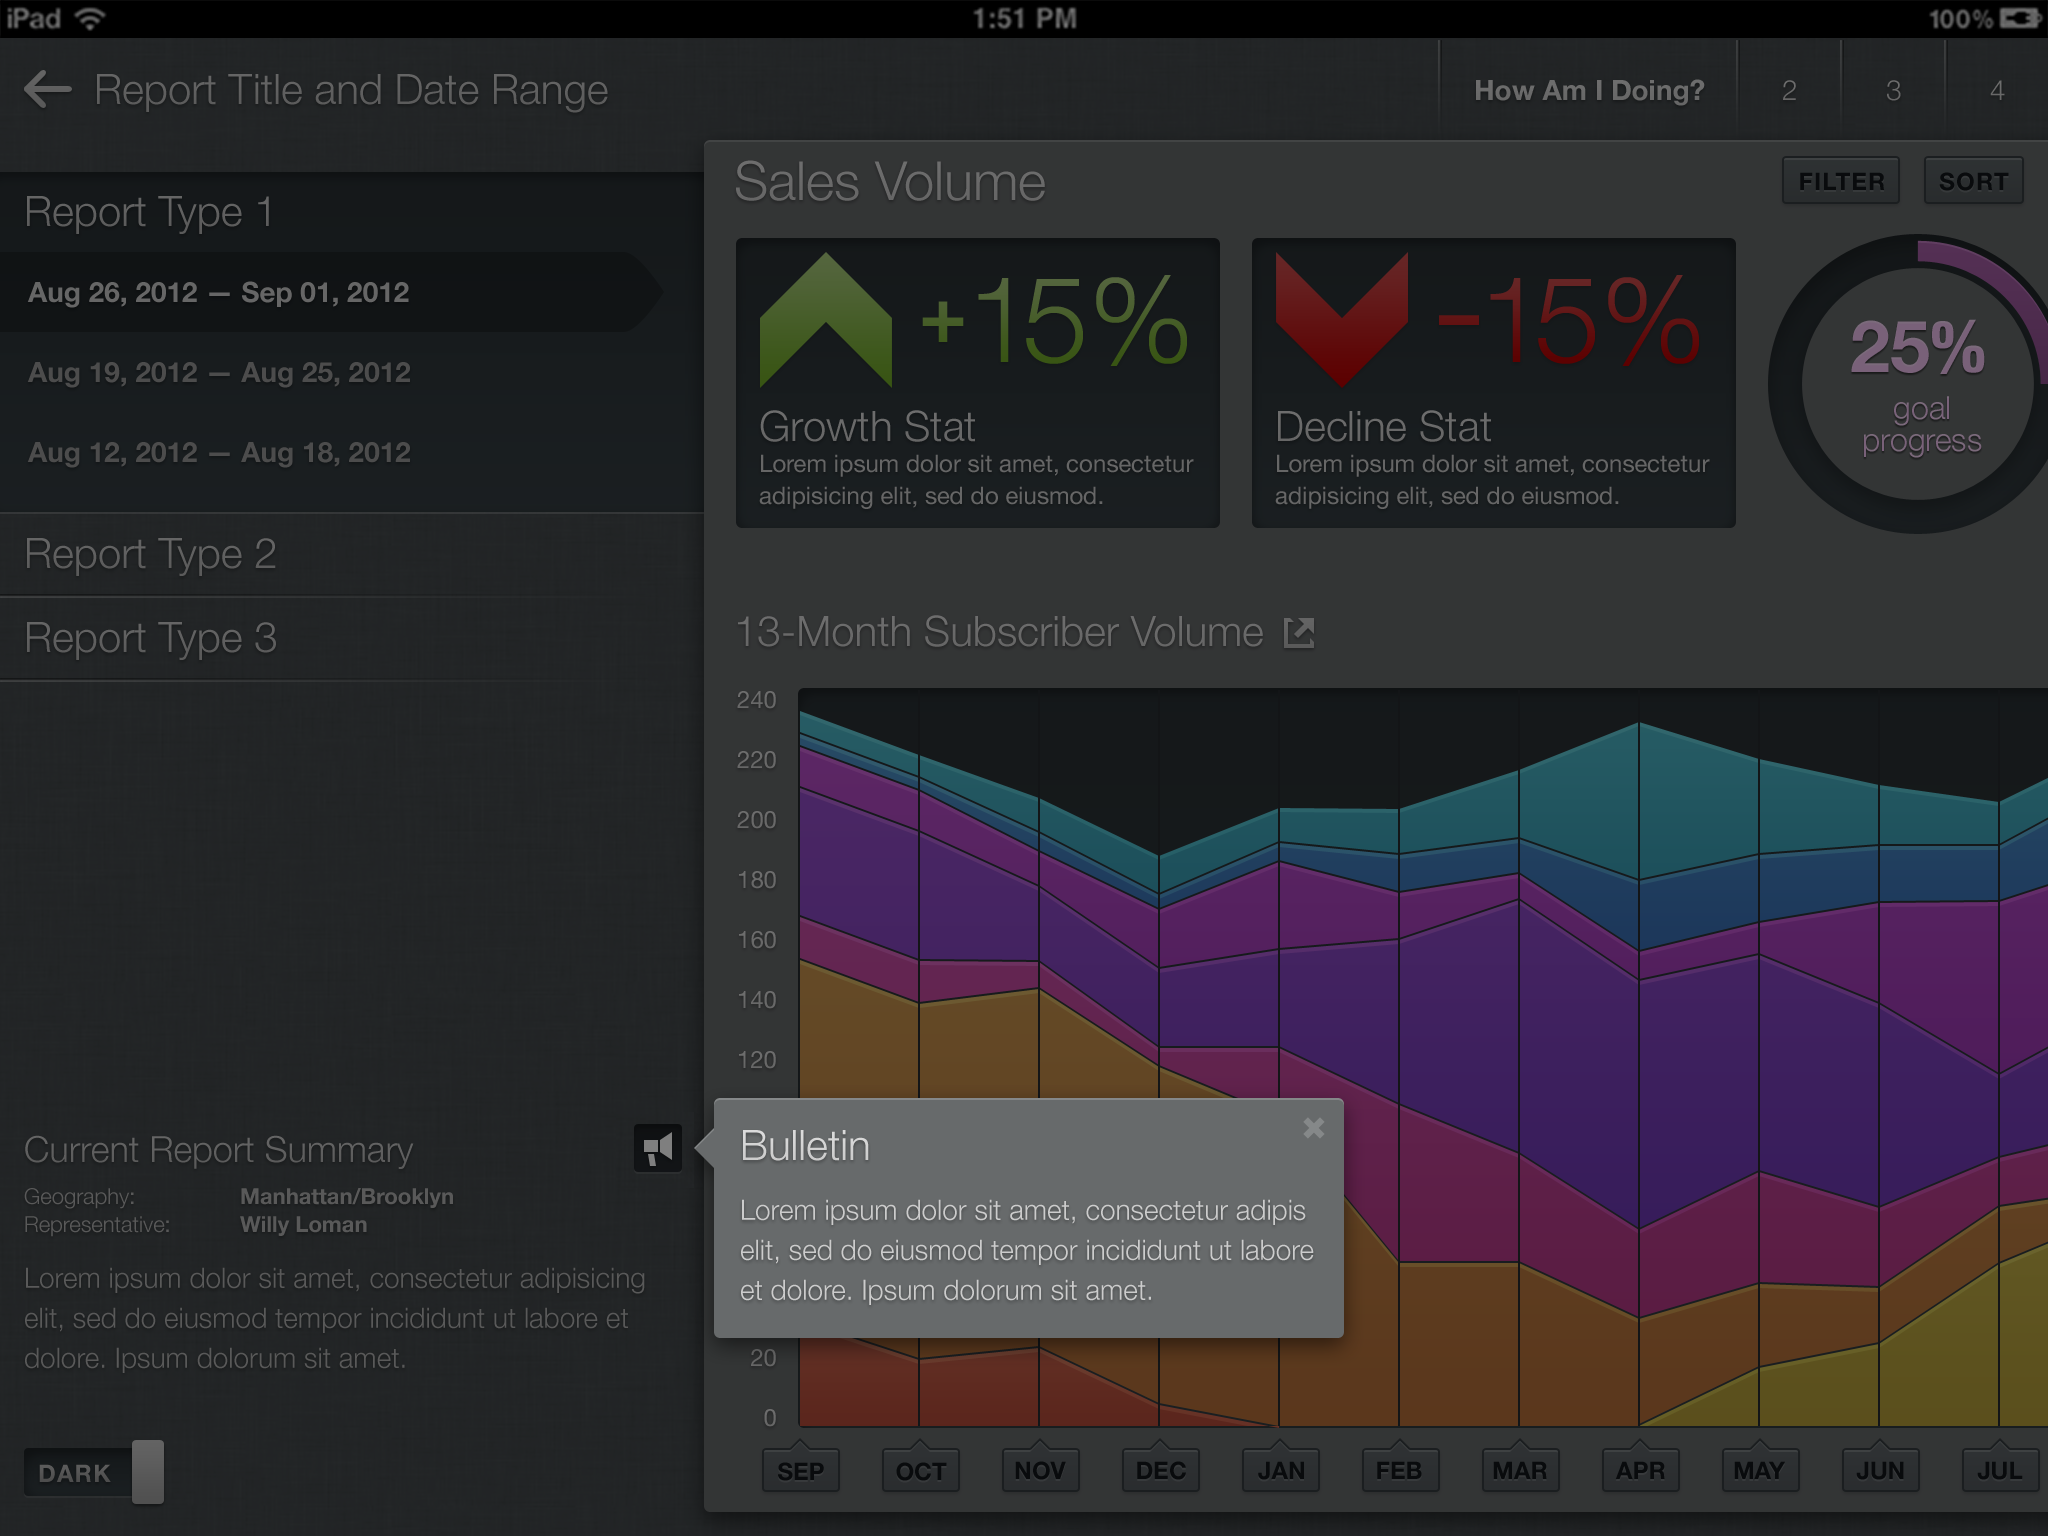 iPad
1:51 PM
100%
Report Title and Date Range
How Am I Doing?
2
3
4
Report Type 1
Aug 26, 2012 — Sep 01, 2012
Aug 19, 2012 — Aug 25, 2012
Aug 12, 2012 — Aug 18, 2012
Report Type 2
Report Type 3
Current Report Summary
Geography: Manhattan/Brooklyn
Representative: Willy Loman
Lorem ipsum dolor sit amet, consectetur adipisicing
elit, sed do eiusmod tempor incididunt ut labore et
dolore. Ipsum dolorum sit amet.
DARK
Sales Volume
FILTER
SORT
+15%
Growth Stat
Lorem ipsum dolor sit amet, consectetur
adipisicing elit, sed do eiusmod.
-15%
Decline Stat
Lorem ipsum dolor sit amet, consectetur
adipisicing elit, sed do eiusmod.
25%
goal
progress
13-Month Subscriber Volume
240
220
200
180
160
140
120
20
0
Bulletin
Lorem ipsum dolor sit amet, consectetur adipis
elit, sed do eiusmod tempor incididunt ut labore
et dolore. Ipsum dolorum sit amet.
SEP
OCT
NOV
DEC
JAN
FEB
MAR
APR
MAY
JUN
JUL